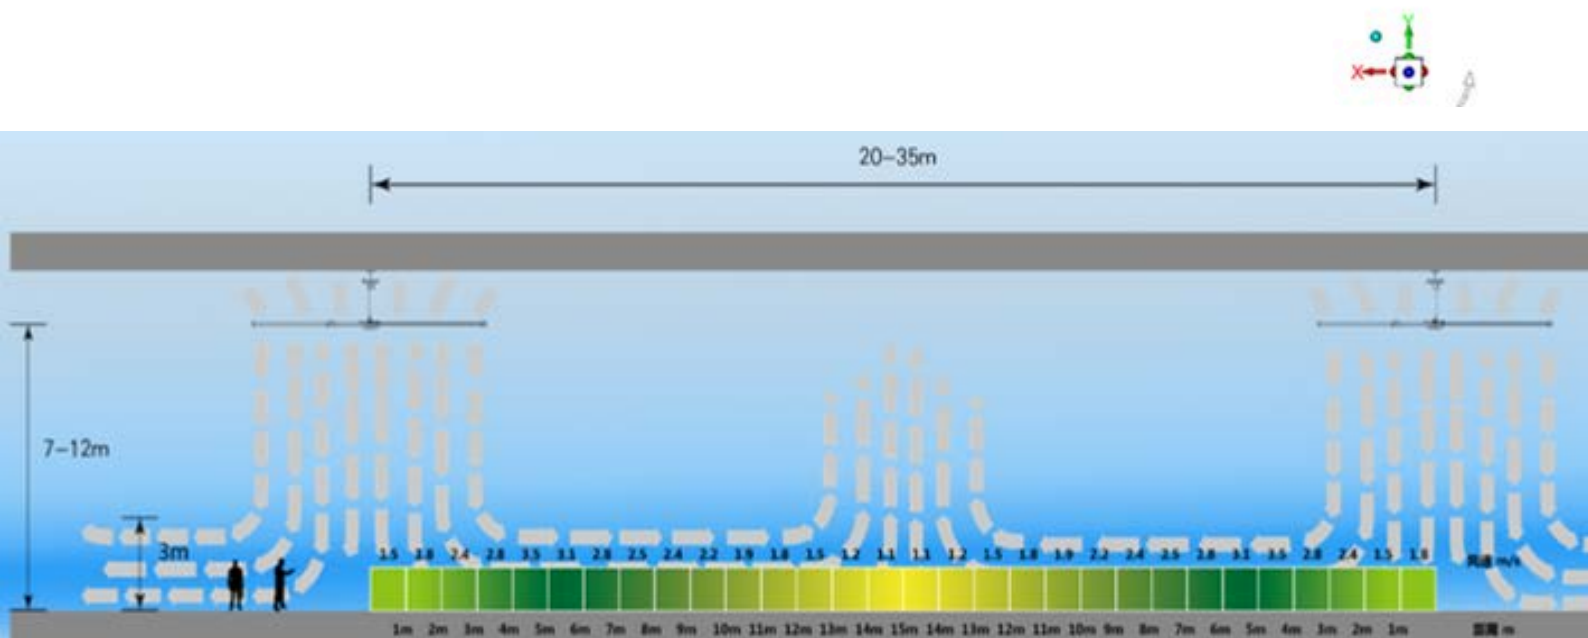 Y
X
20-35m
7-12m
3m
1.5 1.8 2.4 2.8 3.5 3.1 2.8 2.5 2.4 2.2 1.9 1.8 1.5 1.2 1.1 1.1 1.2 1.5 1.8 1.9 2.2 2.4 2.5 2.8 3.1 3.5 2.8 2.4 1.5 1.8 风速 m/s
1m 2m 3m 4m 5m 6m 7m 8m 9m 10m 11m 12m 13m 14m 15m 14m 13m 12m 11m 10m 9m 8m 7m 6m 5m 4m 3m 2m 1m 距离 m